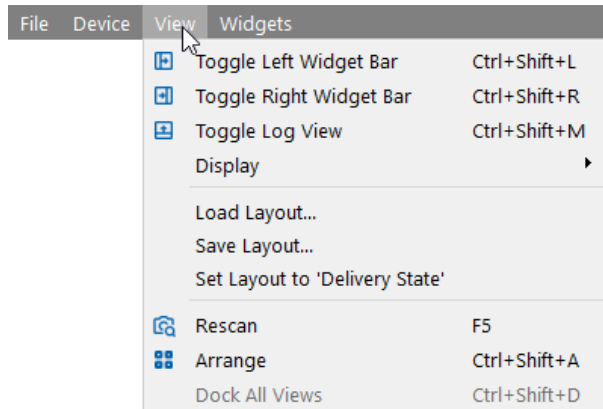 File Device View Widgets
Toggle Left Widget Bar Ctrl+Shift+L
Toggle Right Widget Bar Ctrl+Shift+R
Toggle Log View Ctrl+Shift+M
Display
Load Layout...
Save Layout...
Set Layout to 'Delivery State'
Rescan F5
Arrange Ctrl+Shift+A
Dock All Views Ctrl+Shift+D